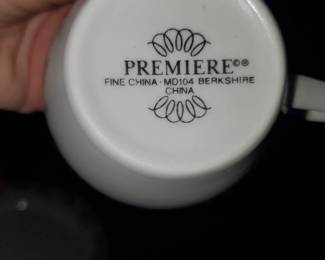 PREMIERE©®
FINE CHINA · MD104 BERKSHIRE
CHINA